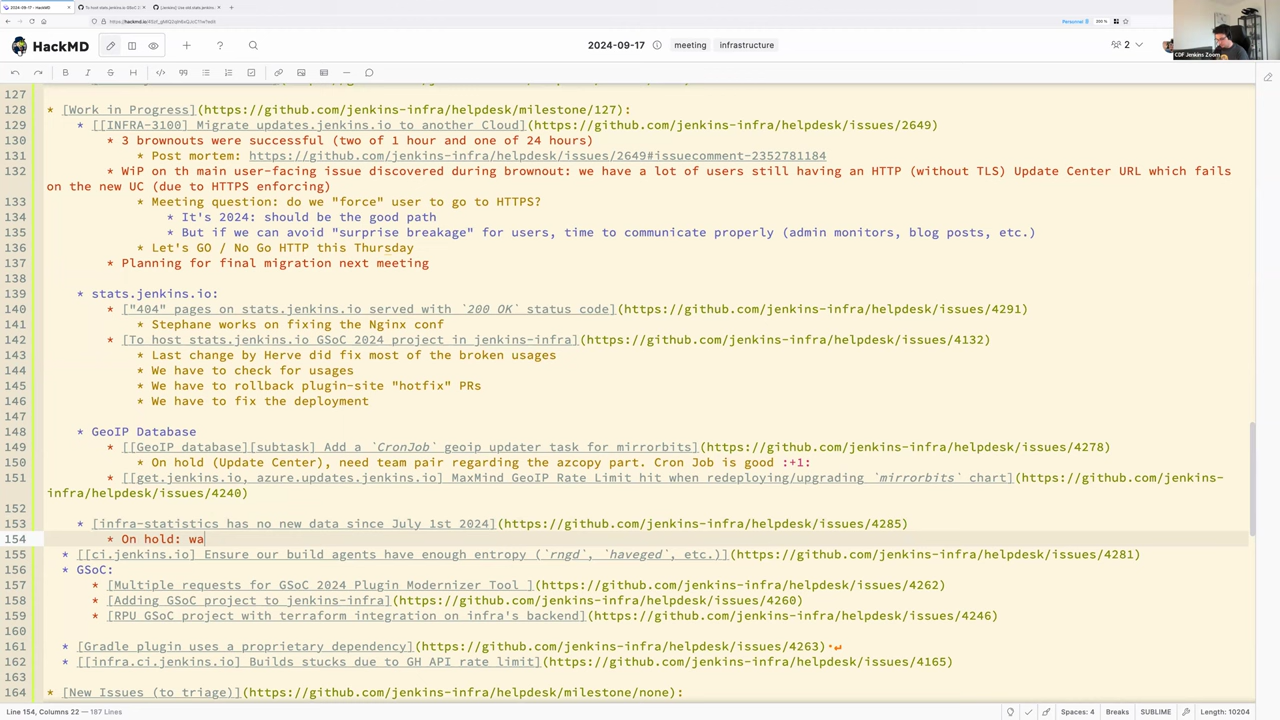 2024-09-17 - HackMD
To host stats.jenkins.io GSoC 2
HackMD
2024-09-17
meeting
infrastructure
2
Personal
200 %
CDF Jenkins Zoom
127
128 * [Work in Progress](https://github.com/jenkins-infra/helpdesk/milestone/127):
129 * [[INFRA-3100] Migrate updates.jenkins.io to another Cloud](https://github.com/jenkins-infra/helpdesk/issues/2649)
130 * 3 brownouts were successful (two of 1 hour and one of 24 hours)
131 * Post mortem: https://github.com/jenkins-infra/helpdesk/issues/2649#issuecomment-2352781184
132 * WiP on th main user-facing issue discovered during brownout: we have a lot of users still having an HTTP (without TLS) Update Center URL which fails
on the new UC (due to HTTPS enforcing)
133 * Meeting question: do we "force" user to go to HTTPS?
134 * It's 2024: should be the good path
135 * But if we can avoid "surprise breakage" for users, time to communicate properly (admin monitors, blog posts, etc.)
136 * Let's GO / No Go HTTP this Thursday
137 * Planning for final migration next meeting
138
139 * stats.jenkins.io:
140 * ["404" pages on stats.jenkins.io served with `200 OK` status code](https://github.com/jenkins-infra/helpdesk/issues/4291)
141 * Stephane works on fixing the Nginx conf
142 * [To host stats.jenkins.io GSoC 2024 project in jenkins-infra](https://github.com/jenkins-infra/helpdesk/issues/4132)
143 * Last change by Herve did fix most of the broken usages
144 * We have to check for usages
145 * We have to rollback plugin-site "hotfix" PRs
146 * We have to fix the deployment
147
148 * GeoIP Database
149 * [[GeoIP database][subtask] Add a `CronJob` geoip updater task for mirrorbits](https://github.com/jenkins-infra/helpdesk/issues/4278)
150 * On hold (Update Center), need team pair regarding the azcopy part. Cron Job is good :+1:
151 * [[get.jenkins.io, azure.updates.jenkins.io] MaxMind GeoIP Rate Limit hit when redeploying/upgrading `mirrorbits` chart](https://github.com/jenkins-
infra/helpdesk/issues/4240)
152
153 * [infra-statistics has no new data since July 1st 2024](https://github.com/jenkins-infra/helpdesk/issues/4285)
154 * On hold: wa
155 * [[ci.jenkins.io] Ensure our build agents have enough entropy (`rngd`, `haveged`, etc.)](https://github.com/jenkins-infra/helpdesk/issues/4281)
156 * GSoC:
157 * [Multiple requests for GSoC 2024 Plugin Modernizer Tool ](https://github.com/jenkins-infra/helpdesk/issues/4262)
158 * [Adding GSoC project to jenkins-infra](https://github.com/jenkins-infra/helpdesk/issues/4260)
159 * [RPU GSoC project with terraform integration on infra's backend](https://github.com/jenkins-infra/helpdesk/issues/4246)
160
161 * [Gradle plugin uses a proprietary dependency](https://github.com/jenkins-infra/helpdesk/issues/4263)
162 * [[infra.ci.jenkins.io] Builds stucks due to GH API rate limit](https://github.com/jenkins-infra/helpdesk/issues/4165)
163
164 * [New Issues (to triage)](https://github.com/jenkins-infra/helpdesk/milestone/none):
Line 154, Columns 22 — 187 Lines
Spaces: 4
Breaks
SUBLIME
Length: 10204